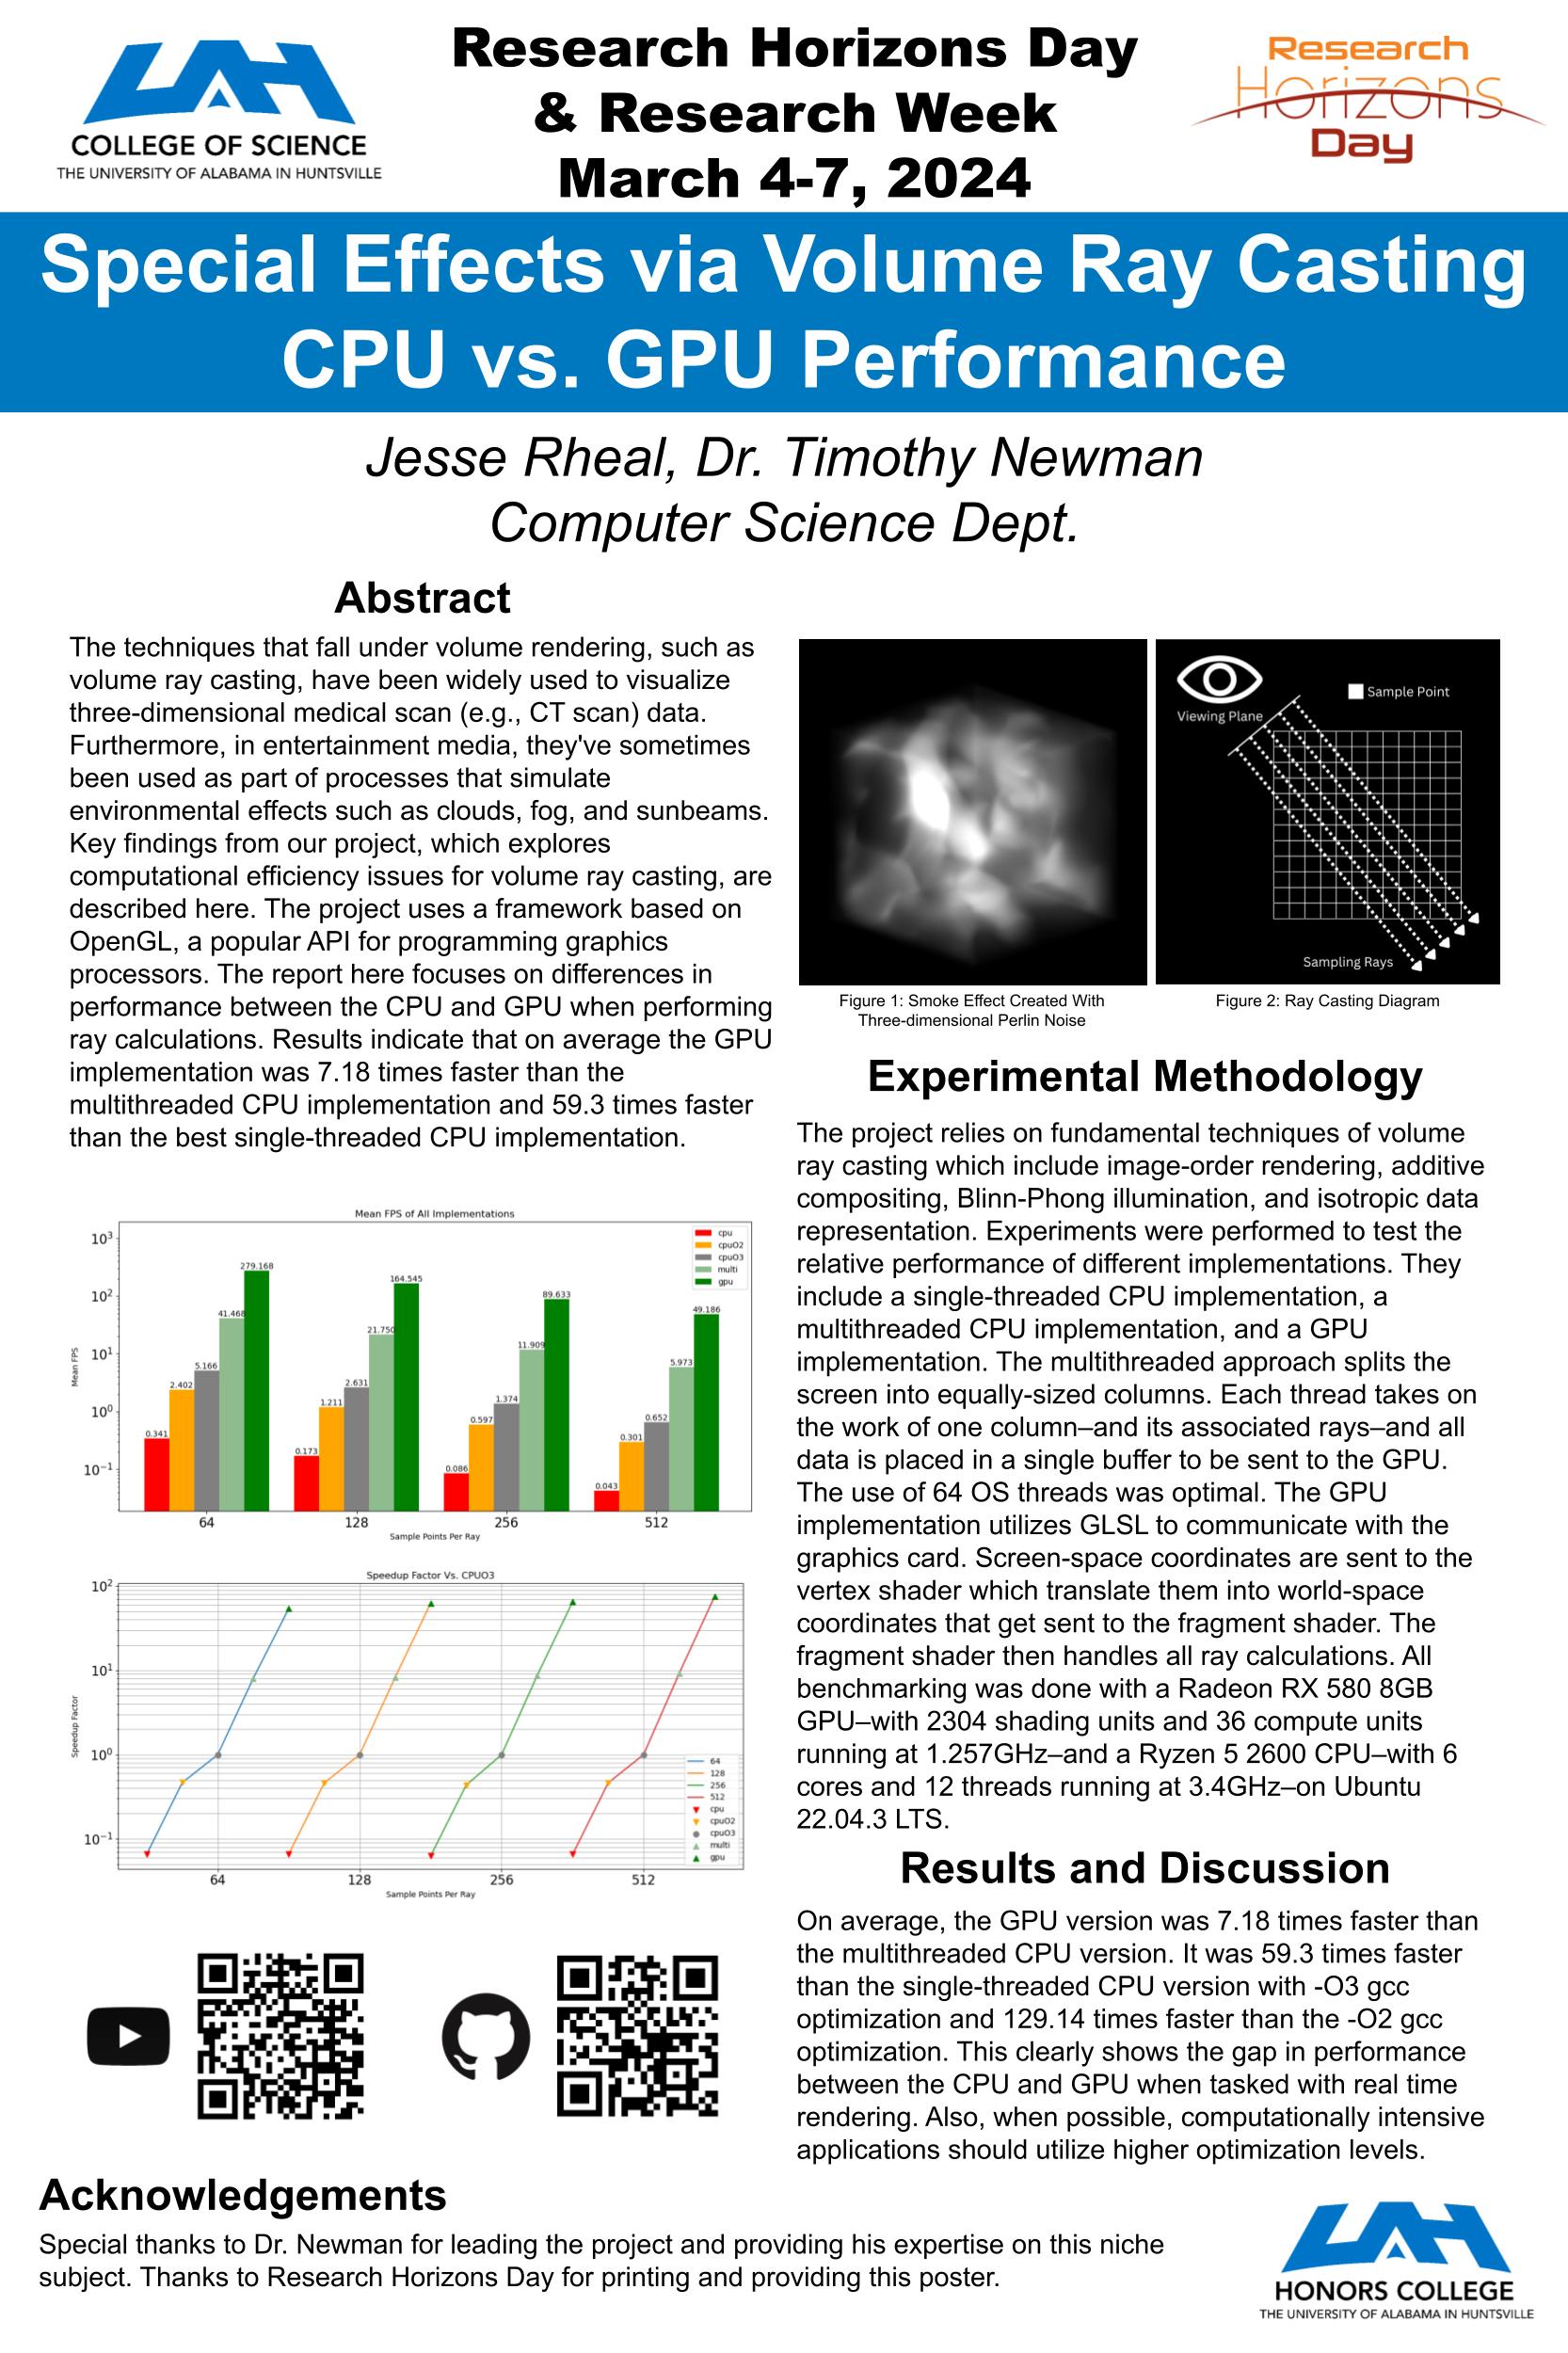 UAH
COLLEGE OF SCIENCE
THE UNIVERSITY OF ALABAMA IN HUNTSVILLE
Research Horizons Day
& Research Week
March 4-7, 2024
Research
Horizons
Day
Special Effects via Volume Ray Casting
CPU vs. GPU Performance
Jesse Rheal, Dr. Timothy Newman
Computer Science Dept.
Abstract
The techniques that fall under volume rendering, such as
volume ray casting, have been widely used to visualize
three-dimensional medical scan (e.g., CT scan) data.
Furthermore, in entertainment media, they've sometimes
been used as part of processes that simulate
environmental effects such as clouds, fog, and sunbeams.
Key findings from our project, which explores
computational efficiency issues for volume ray casting, are
described here. The project uses a framework based on
OpenGL, a popular API for programming graphics
processors. The report here focuses on differences in
performance between the CPU and GPU when performing
ray calculations. Results indicate that on average the GPU
implementation was 7.18 times faster than the
multithreaded CPU implementation and 59.3 times faster
than the best single-threaded CPU implementation.
Mean FPS of All Implementations
Mean FPS
10³
10²
10¹
10⁰
10⁻¹
cpu
cpuO2
cpuO3
multi
gpu
0.341
2.402
5.166
41.468
279.168
0.173
1.211
2.631
21.750
164.545
0.086
0.597
1.374
11.909
89.633
0.043
0.301
0.652
5.973
49.186
64
128
256
512
Sample Points Per Ray
Speedup Factor Vs. CPUO3
Speedup Factor
10²
10¹
10⁰
10⁻¹
64
128
256
512
cpu
cpuO2
cpuO3
multi
gpu
64
128
256
512
Sample Points Per Ray
Viewing Plane
Sample Point
Sampling Rays
Figure 1: Smoke Effect Created With
Three-dimensional Perlin Noise
Figure 2: Ray Casting Diagram
Experimental Methodology
The project relies on fundamental techniques of volume
ray casting which include image-order rendering, additive
compositing, Blinn-Phong illumination, and isotropic data
representation. Experiments were performed to test the
relative performance of different implementations. They
include a single-threaded CPU implementation, a
multithreaded CPU implementation, and a GPU
implementation. The multithreaded approach splits the
screen into equally-sized columns. Each thread takes on
the work of one column–and its associated rays–and all
data is placed in a single buffer to be sent to the GPU.
The use of 64 OS threads was optimal. The GPU
implementation utilizes GLSL to communicate with the
graphics card. Screen-space coordinates are sent to the
vertex shader which translate them into world-space
coordinates that get sent to the fragment shader. The
fragment shader then handles all ray calculations. All
benchmarking was done with a Radeon RX 580 8GB
GPU–with 2304 shading units and 36 compute units
running at 1.257GHz–and a Ryzen 5 2600 CPU–with 6
cores and 12 threads running at 3.4GHz–on Ubuntu
22.04.3 LTS.
Results and Discussion
On average, the GPU version was 7.18 times faster than
the multithreaded CPU version. It was 59.3 times faster
than the single-threaded CPU version with -O3 gcc
optimization and 129.14 times faster than the -O2 gcc
optimization. This clearly shows the gap in performance
between the CPU and GPU when tasked with real time
rendering. Also, when possible, computationally intensive
applications should utilize higher optimization levels.
Acknowledgements
Special thanks to Dr. Newman for leading the project and providing his expertise on this niche
subject. Thanks to Research Horizons Day for printing and providing this poster.
UAH
HONORS COLLEGE
THE UNIVERSITY OF ALABAMA IN HUNTSVILLE